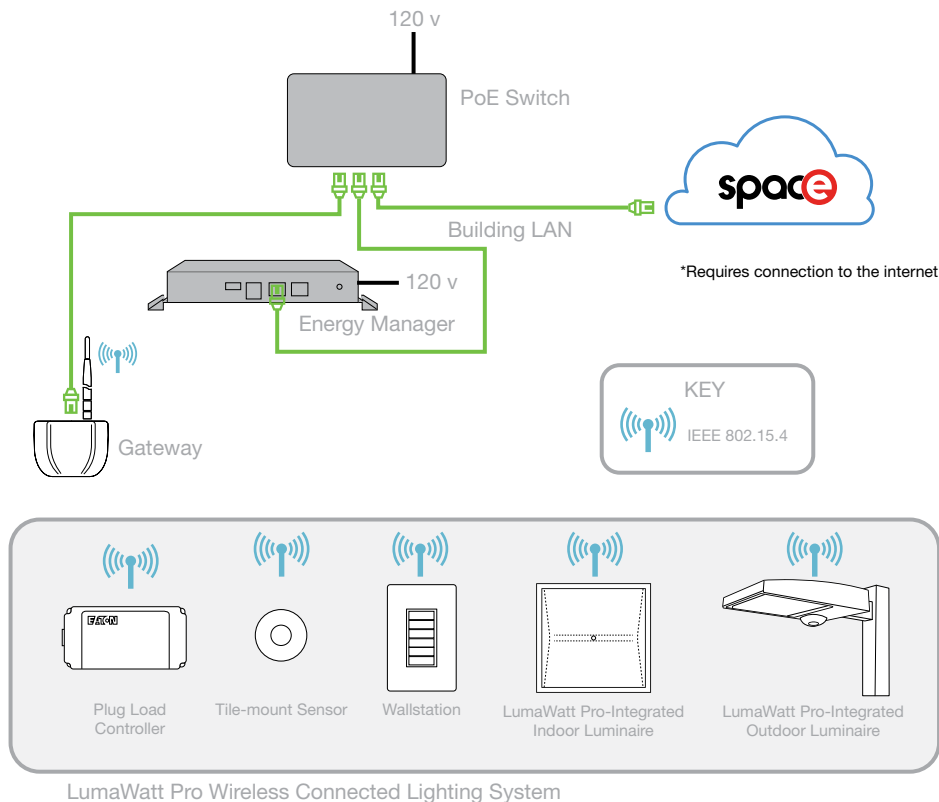 120 v
PoE Switch
space
Building LAN
*Requires connection to the internet
120 v
Energy Manager
KEY
IEEE 802.15.4
Gateway
EATON
Plug Load
Controller
Tile-mount Sensor
Wallstation
LumaWatt Pro-Integrated
Indoor Luminaire
LumaWatt Pro-Integrated
Outdoor Luminaire
LumaWatt Pro Wireless Connected Lighting System